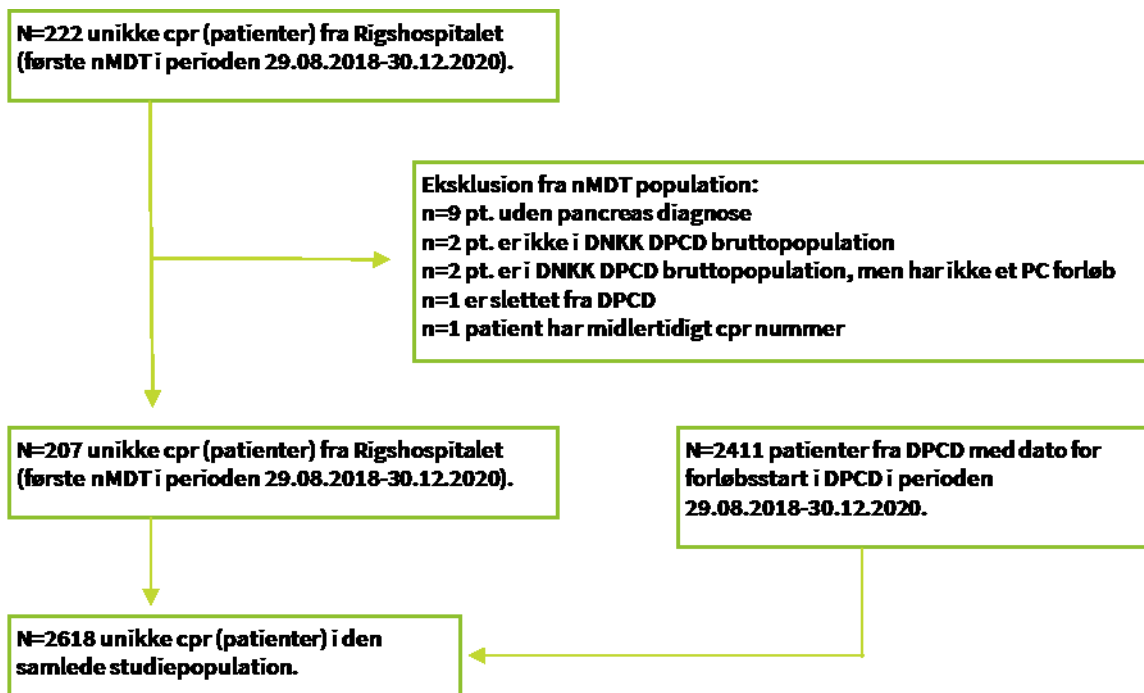 N=222 unikke cpr (patienter) fra Rigshospitalet
(første nMDT i perioden 29.08.2018-30.12.2020).
Eksklusion fra nMDT population:
n=9 pt. uden pancreas diagnose
n=2 pt. er ikke i DNKK DPCD bruttopopulation
n=2 pt. er i DNKK DPCD bruttopopulation, men har ikke et PC forløb
n=1 er slettet fra DPCD
n=1 patient har midlertidigt cpr nummer
N=207 unikke cpr (patienter) fra Rigshospitalet
(første nMDT i perioden 29.08.2018-30.12.2020).
N=2411 patienter fra DPCD med dato for
forløbsstart i DPCD i perioden
29.08.2018-30.12.2020.
N=2618 unikke cpr (patienter) i den
samlede studiepopulation.